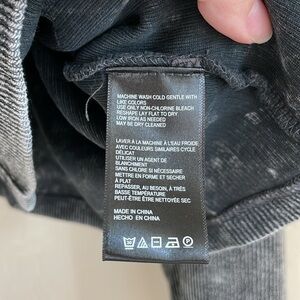 MACHINE WASH COLD GENTLE WITH
LIKE COLORS
USE ONLY NON-CHLORINE BLEACH
RESHAPE LAY FLAT TO DRY
LOW IRON AS NEEDED
MAY BE DRY CLEANED
LAVER À LA MACHINE À L'EAU FROIDE
AVEC COULEURS SIMILAIRES CYCLE
DÉLICAT
UTILISER UN AGENT DE
BLANCHIMENT
SANS CHLORE SI NÉCESSAIRE
METTRE EN FORME ET SÉCHER
À PLAT
REPASSER, AU BESOIN, À TRÈS
BASSE TEMPÉRATURE
PEUT-ÊTRE ÊTRE NETTOYÉE SEC
MADE IN CHINA
HECHO EN CHINA